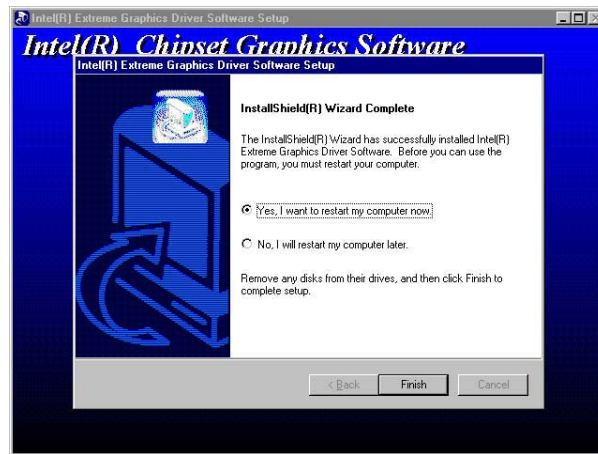 Intel(R) Extreme Graphics Driver Software Setup
Intel(R) Chipset Graphics Software
Intel(R) Extreme Graphics Driver Software Setup
InstallShield(R) Wizard Complete
The InstallShield(R) Wizard has successfully installed Intel(R)
Extreme Graphics Driver Software. Before you can use the
program, you must restart your computer.
Yes, I want to restart my computer now.
No, I will restart my computer later.
Remove any disks from their drives, and then click Finish to
complete setup.
< Back Finish Cancel